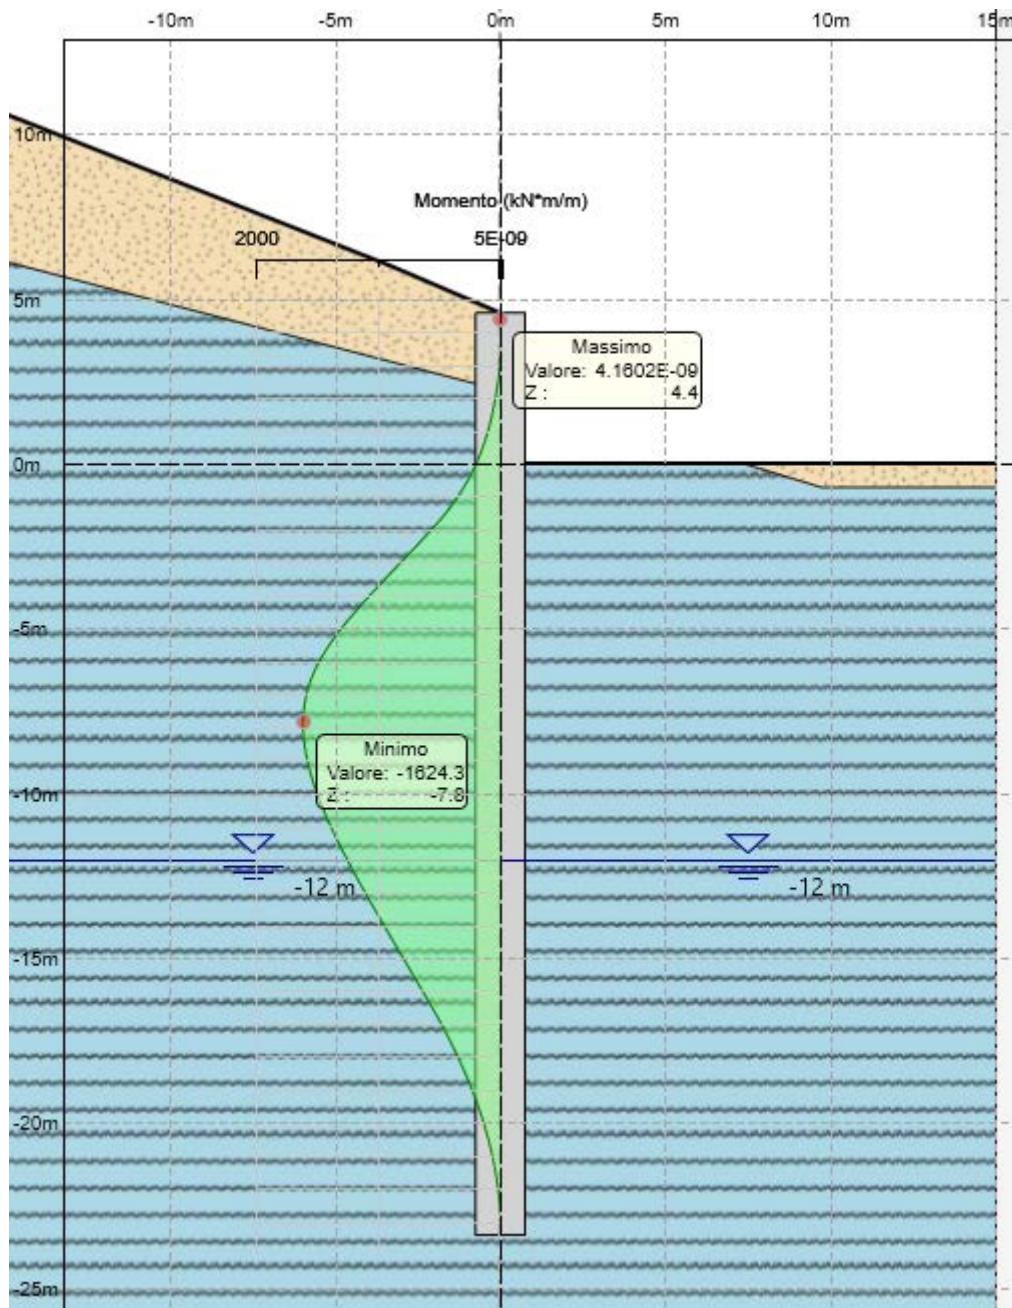 -10m -5m 0m 5m 10m 15m
10m
Momento (kN*m/m)
2000 5E-09
5m
Massimo
Valore: 4.1602E-09
Z : 4.4
0m
-5m
Minimo
Valore: -1624.3
Z : -7.8
-10m
-12 m -12 m
-15m
-20m
-25m